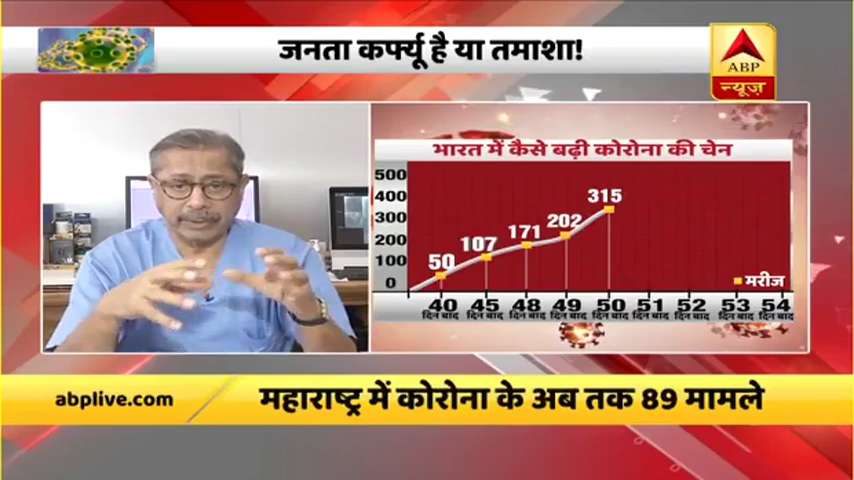 जनता कर्फ्यू है या तमाशा!
ABP
न्यूज़
भारत में कैसे बढ़ी कोरोना की चेन
500
400
300
200
100
0
50
107
171
202
315
मरीज
40 45 48 49 50 51 52 53 54
दिन बाद दिन बाद दिन बाद दिन बाद दिन बाद दिन बाद दिन बाद दिन बाद दिन बाद
abplive.com
महाराष्ट्र में कोरोना के अब तक 89 मामले